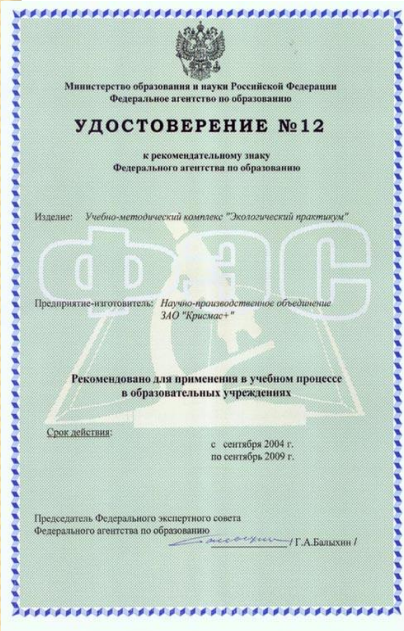 Министерство образования и науки Российской Федерации
Федеральное агентство по образованию
УДОСТОВЕРЕНИЕ №12
к рекомендательному знаку
Федерального агентства по образованию
Изделие: Учебно-методический комплекс "Экологический практикум"
ФЭС
Предприятие-изготовитель: Научно-производственное объединение
ЗАО "Крисмас+"
Рекомендовано для применения в учебном процессе
в образовательных учреждениях
Срок действия:
с сентября 2004 г.
по сентябрь 2009 г.
Председатель Федерального экспертного совета
Федерального агентства по образованию
/ Г.А.Балыхин /